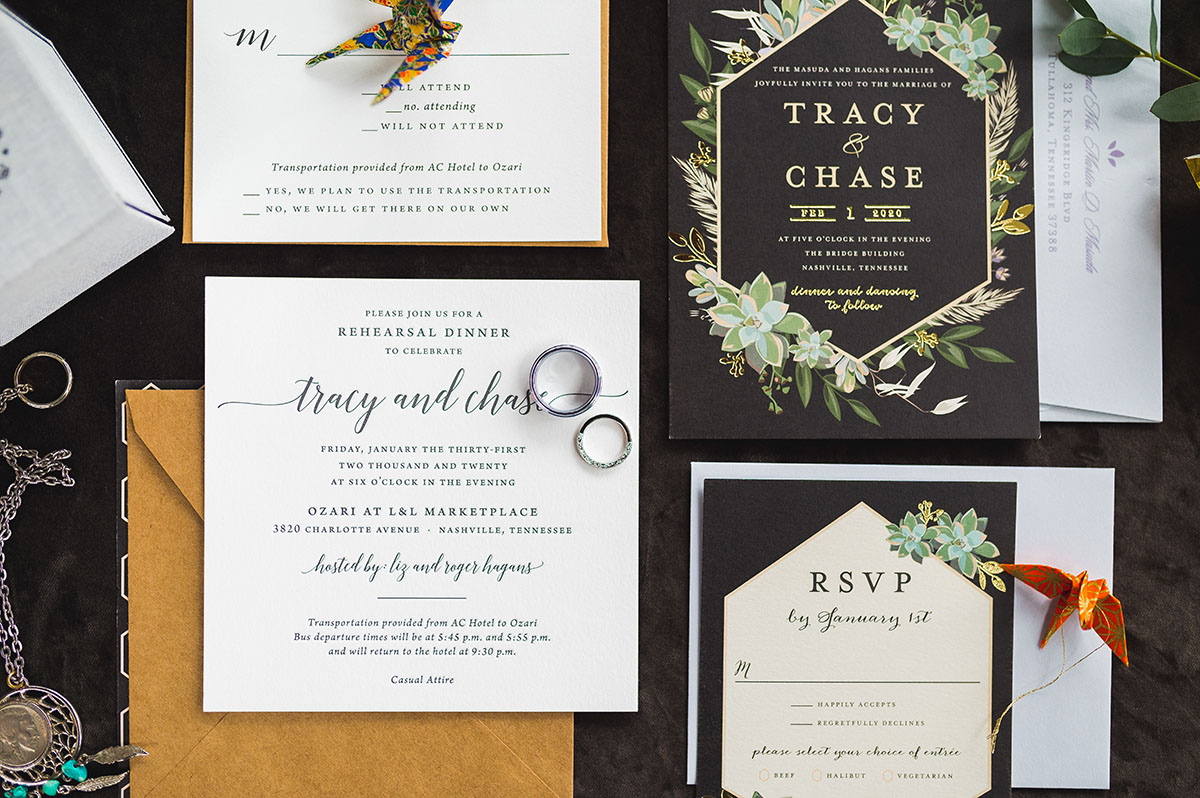 M
ILL ATTEND
no. attending
WILL NOT ATTEND
Transportation provided from AC Hotel to Ozari
YES, WE PLAN TO USE THE TRANSPORTATION
NO, WE WILL GET THERE ON OUR OWN
THE MASUDA AND HAGANS FAMILIES
JOYFULLY INVITE YOU TO THE MARRIAGE OF
TRACY
&
CHASE
FEB 1 2020
AT FIVE O'CLOCK IN THE EVENING
THE BRIDGE BUILDING
NASHVILLE, TENNESSEE
dinner and dancing
to follow
and Mrs. D. Masuda
312 KINGSBRIDGE BLVD
TULLAHOMA, TENNESSEE 37388
PLEASE JOIN US FOR A
REHEARSAL DINNER
TO CELEBRATE
tracy and chase
FRIDAY, JANUARY THE THIRTY-FIRST
TWO THOUSAND AND TWENTY
AT SIX O'CLOCK IN THE EVENING
OZARI AT L&L MARKETPLACE
3820 CHARLOTTE AVENUE · NASHVILLE, TENNESSEE
hosted by: liz and roger hagans
Transportation provided from AC Hotel to Ozari
Bus departure times will be at 5:45 p.m. and 5:55 p.m.
and will return to the hotel at 9:30 p.m.
Casual Attire
RSVP
by January 1st
M
HAPPILY ACCEPTS
REGRETFULLY DECLINES
please select your choice of entrée
BEEF HALIBUT VEGETARIAN